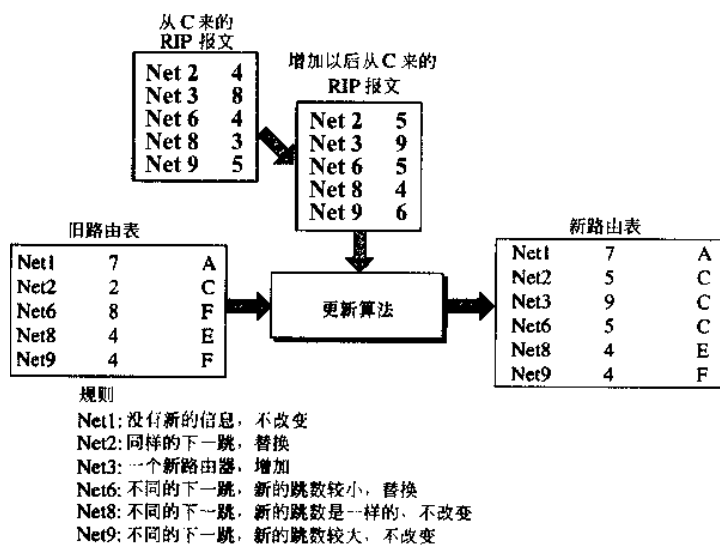 从C来的
RIP 报文
Net 2 4
Net 3 8
Net 6 4
Net 8 3
Net 9 5
增加以后从C来的
RIP 报文
Net 2 5
Net 3 9
Net 6 5
Net 8 4
Net 9 6
旧路由表
Net1 7 A
Net2 2 C
Net6 8 F
Net8 4 E
Net9 4 F
更新算法
新路由表
Net1 7 A
Net2 5 C
Net3 9 C
Net6 5 C
Net8 4 E
Net9 4 F
规则
Net1: 没有新的信息，不改变
Net2: 同样的下一跳，替换
Net3: 一个新路由器，增加
Net6: 不同的下一跳，新的跳数较小，替换
Net8: 不同的下一跳，新的跳数是一样的，不改变
Net9: 不同的下一跳，新的跳数较大，不改变